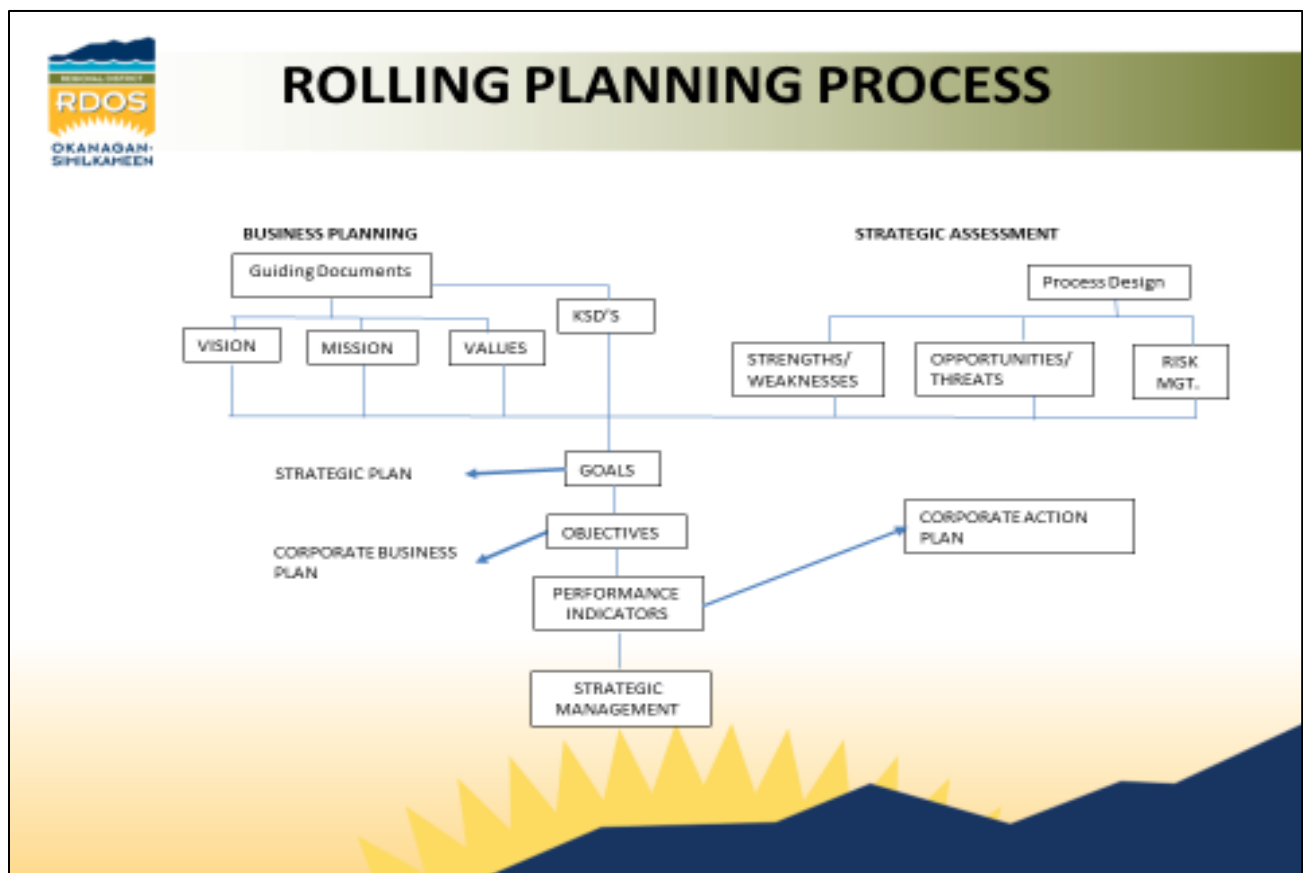 REGIONAL DISTRICT
RDOS
OKANAGAN-
SIMILKAMEEN
ROLLING PLANNING PROCESS
BUSINESS PLANNING
STRATEGIC ASSESSMENT
Guiding Documents
Process Design
KSD'S
VISION
MISSION
VALUES
STRENGTHS/
WEAKNESSES
OPPORTUNITIES/
THREATS
RISK
MGT.
STRATEGIC PLAN
GOALS
OBJECTIVES
CORPORATE ACTION
PLAN
CORPORATE BUSINESS
PLAN
PERFORMANCE
INDICATORS
STRATEGIC
MANAGEMENT